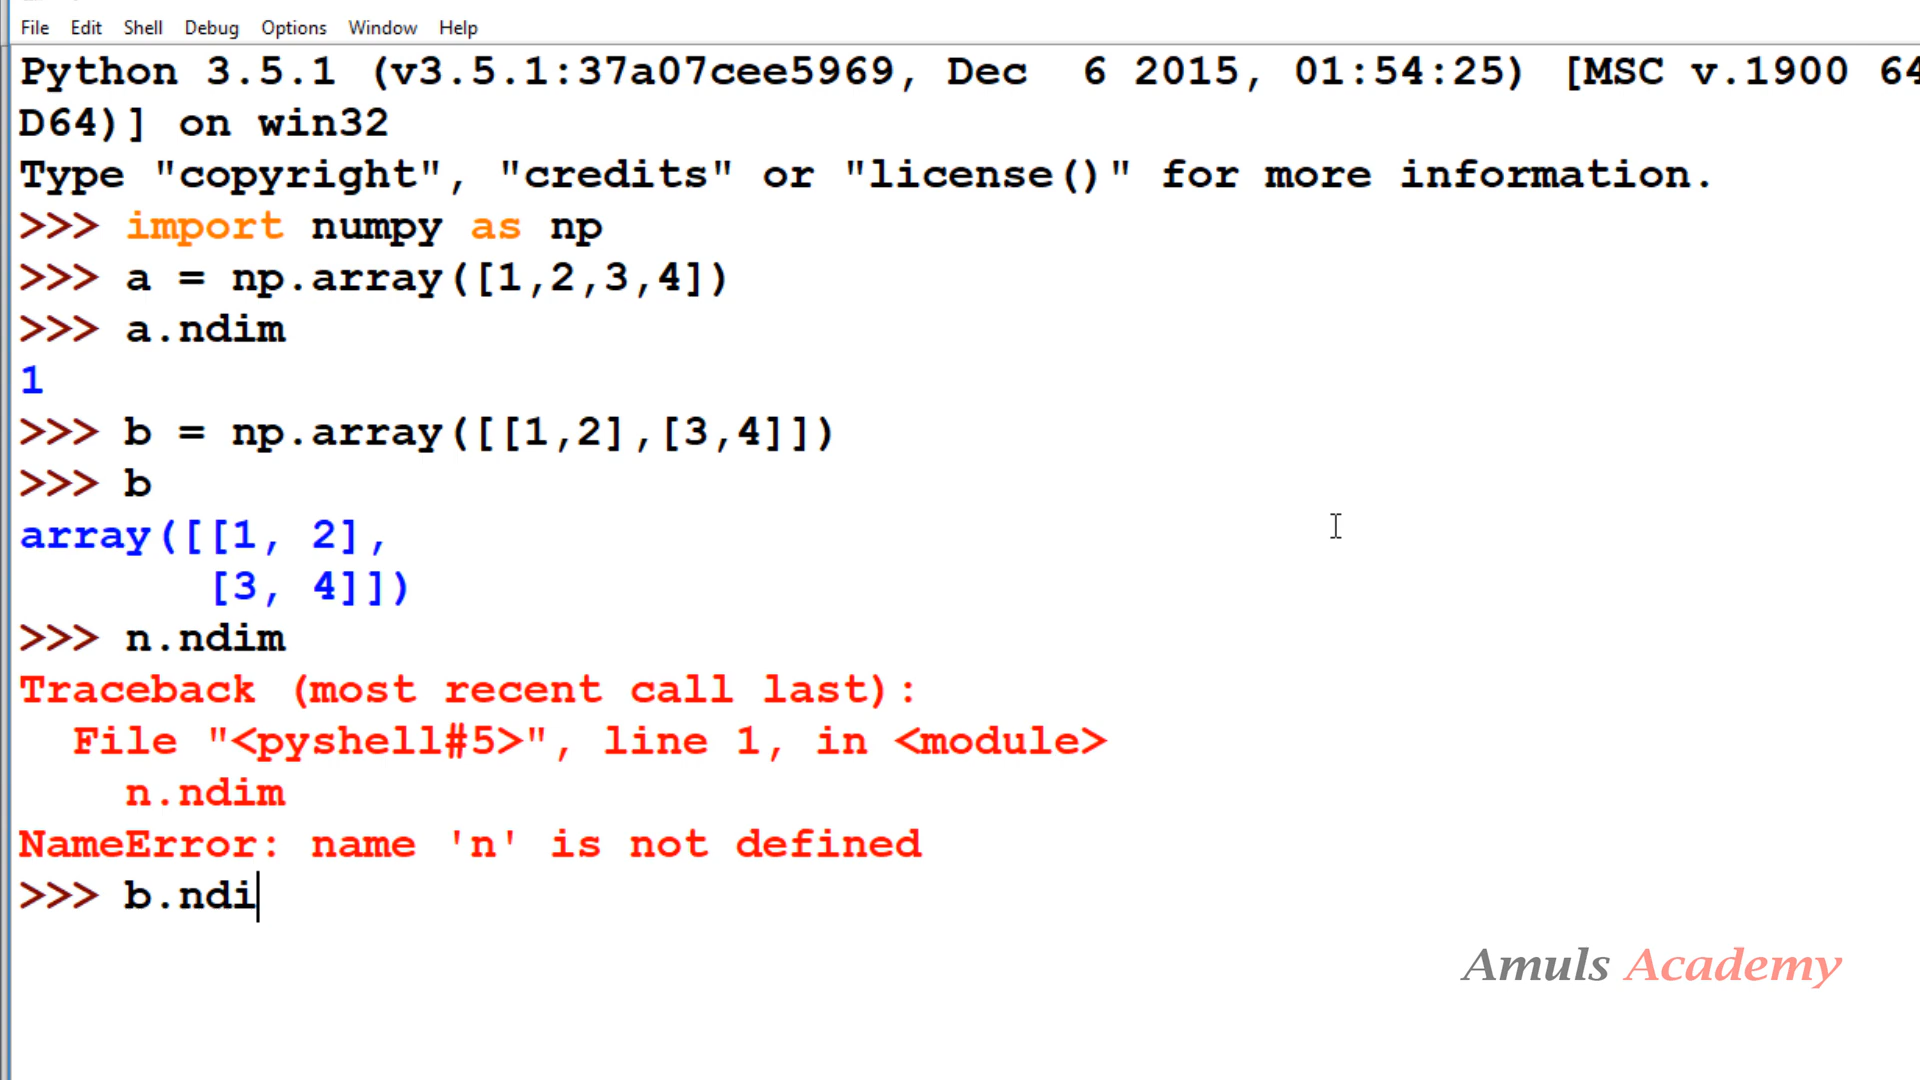 File Edit Shell Debug Options Window Help
Python 3.5.1 (v3.5.1:37a07cee5969, Dec  6 2015, 01:54:25) [MSC v.1900 64
D64)] on win32
Type "copyright", "credits" or "license()" for more information.
>>> import numpy as np
>>> a = np.array([1,2,3,4])
>>> a.ndim
1
>>> b = np.array([[1,2],[3,4]])
>>> b
array([[1, 2],
       [3, 4]])
>>> n.ndim
Traceback (most recent call last):
  File "<pyshell#5>", line 1, in <module>
    n.ndim
NameError: name 'n' is not defined
>>> b.ndi
Amuls Academy